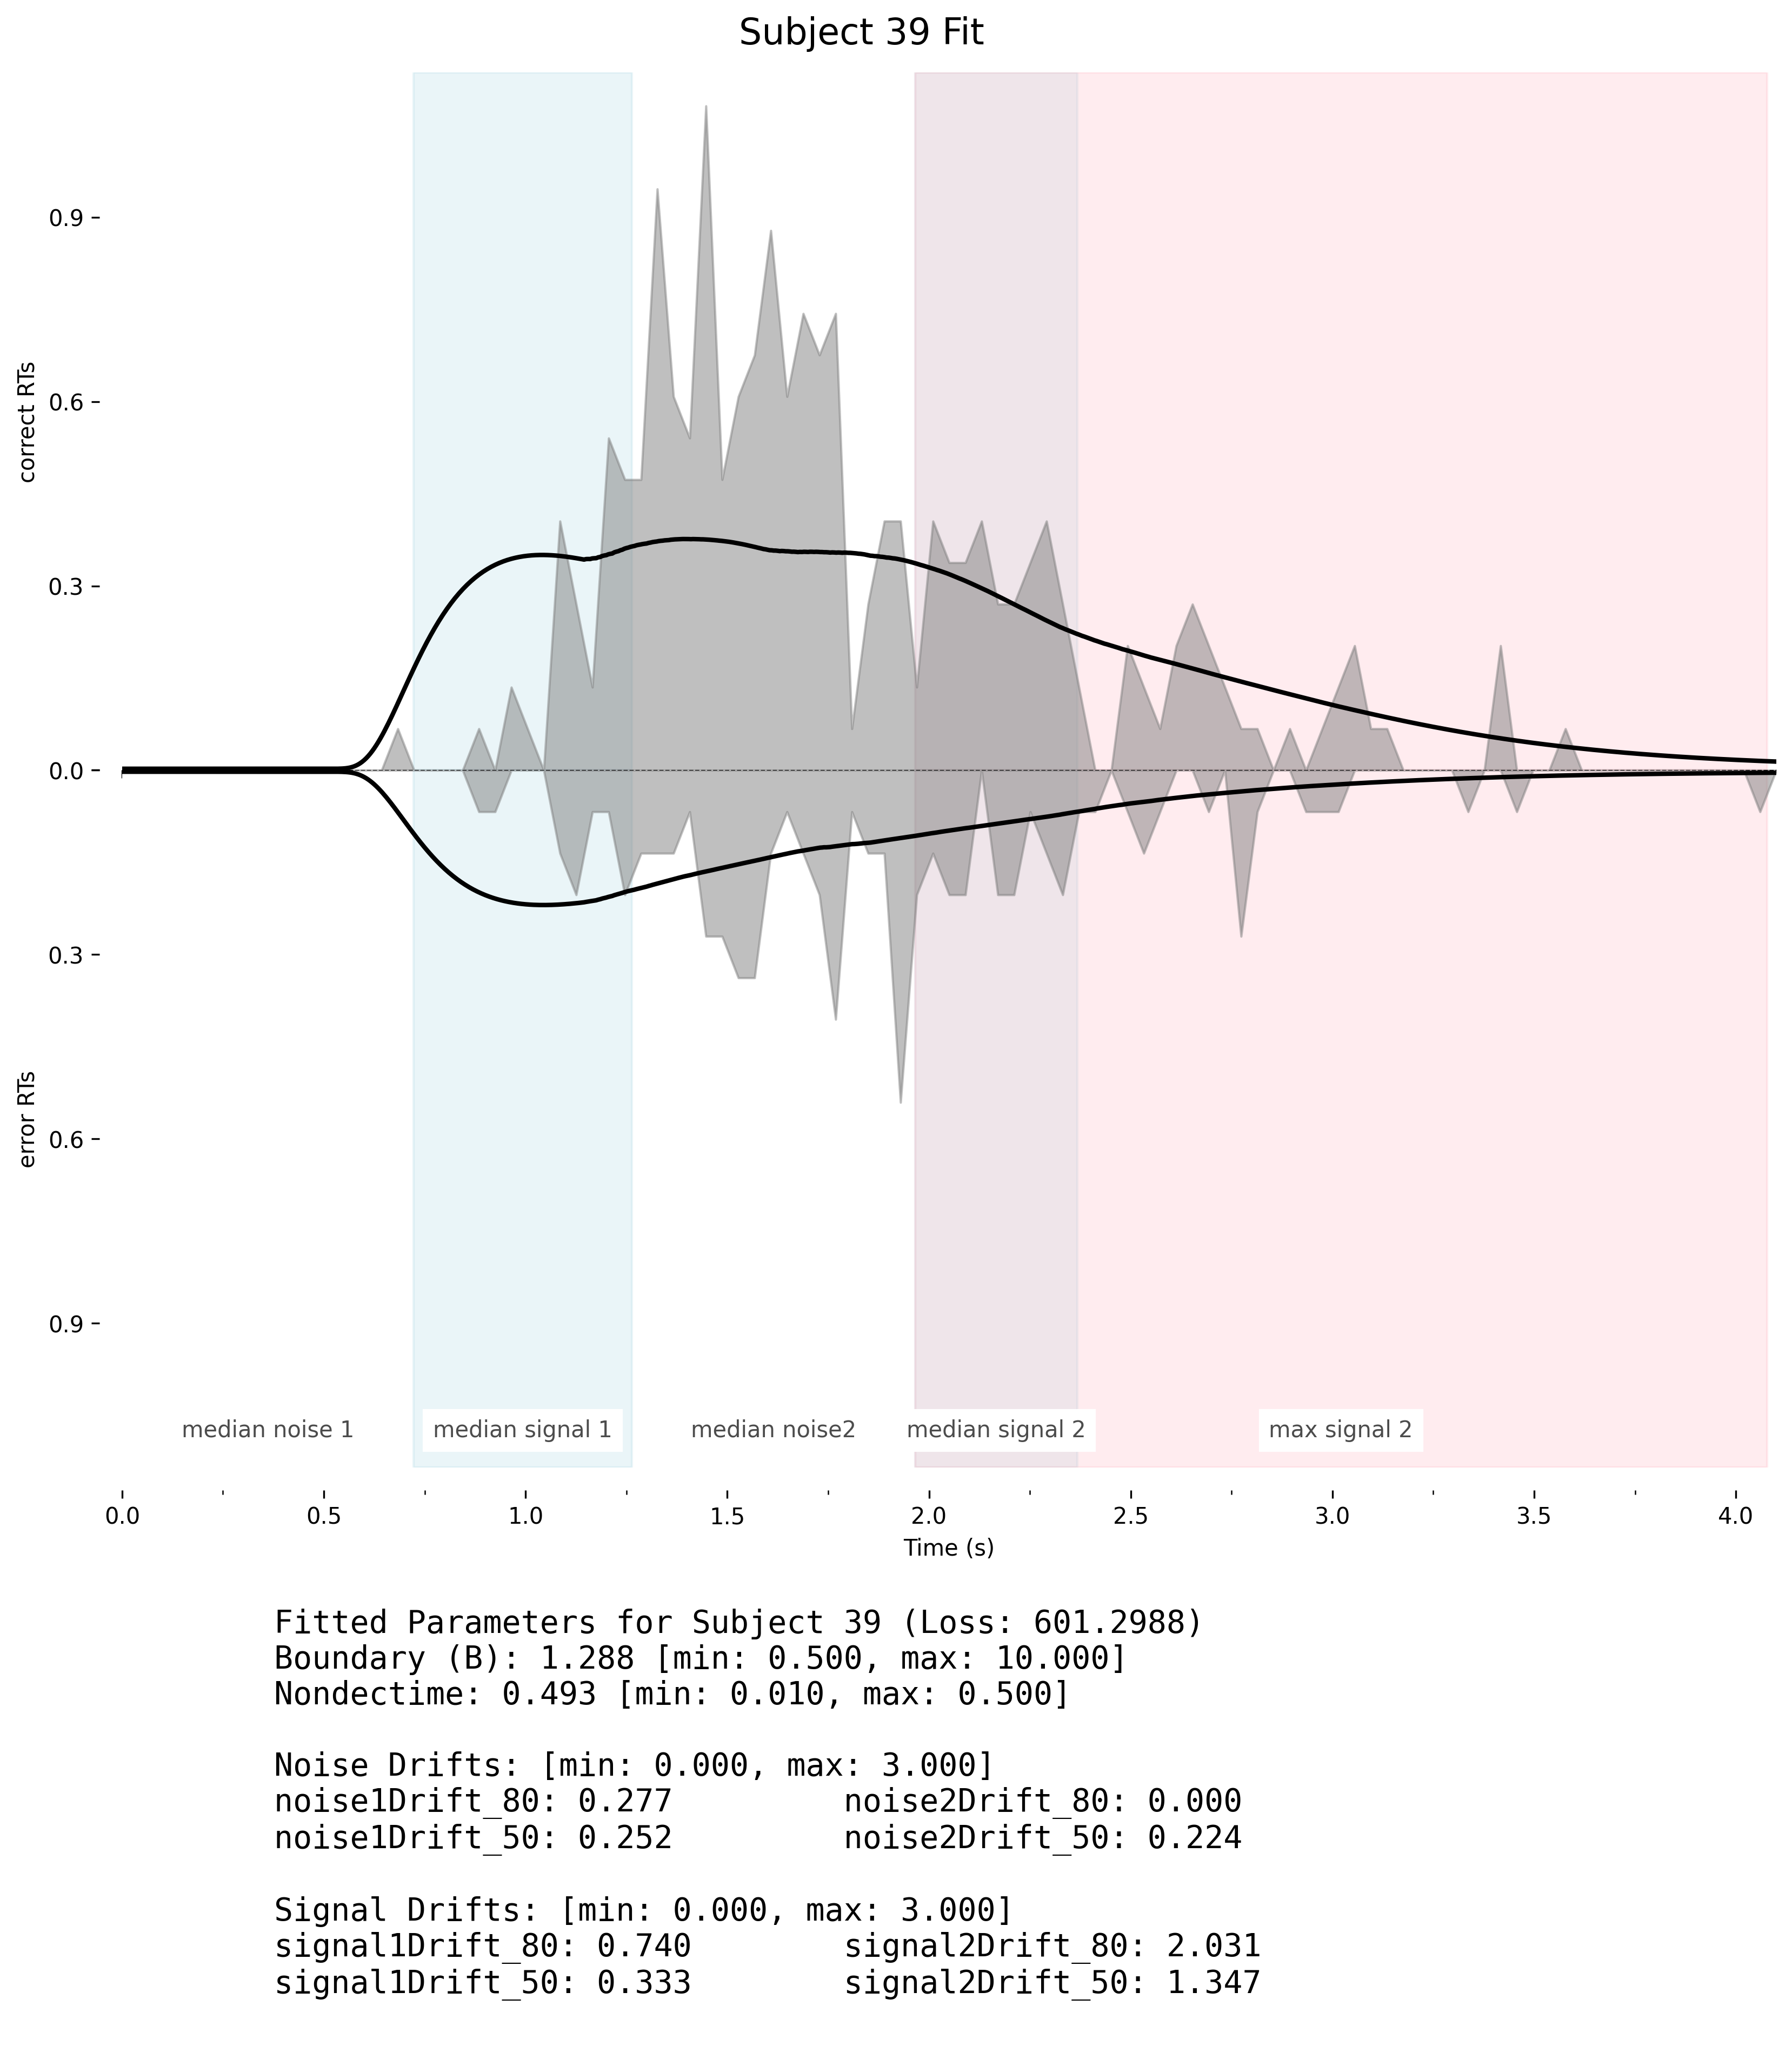 Subject 39 Fit
0.9
0.6
0.3
0.0
0.3
0.6
0.9
correct RTs
error RTs
median noise 1
median signal 1
median noise2
median signal 2
max signal 2
0.0 0.5 1.0 1.5 2.0 2.5 3.0 3.5 4.0
Time (s)
Fitted Parameters for Subject 39 (Loss: 601.2988)
Boundary (B): 1.288 [min: 0.500, max: 10.000]
Nondectime: 0.493 [min: 0.010, max: 0.500]
Noise Drifts: [min: 0.000, max: 3.000]
noise1Drift_80: 0.277 noise2Drift_80: 0.000
noise1Drift_50: 0.252 noise2Drift_50: 0.224
Signal Drifts: [min: 0.000, max: 3.000]
signal1Drift_80: 0.740 signal2Drift_80: 2.031
signal1Drift_50: 0.333 signal2Drift_50: 1.347